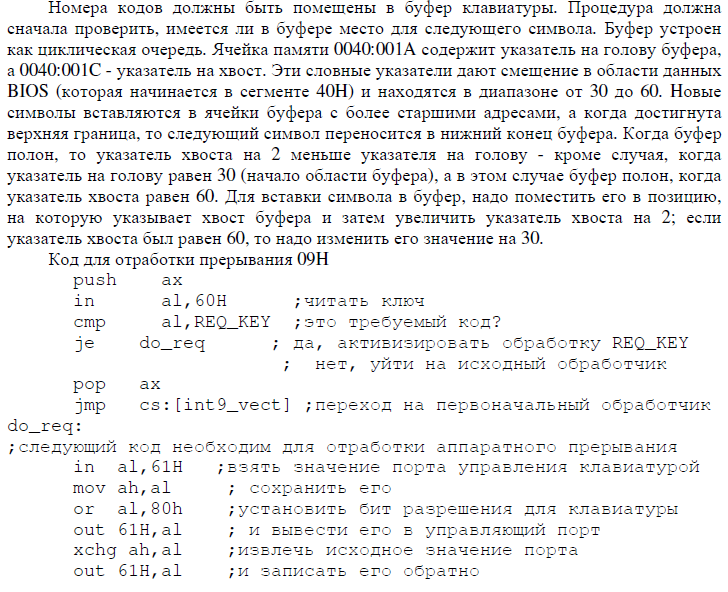 Номера кодов должны быть помещены в буфер клавиатуры. Процедура должна
сначала проверить, имеется ли в буфере место для следующего символа. Буфер устроен
как циклическая очередь. Ячейка памяти 0040:001A содержит указатель на голову буфера,
а 0040:001C - указатель на хвост. Эти словные указатели дают смещение в области данных
BIOS (которая начинается в сегменте 40H) и находятся в диапазоне от 30 до 60. Новые
символы вставляются в ячейки буфера с более старшими адресами, а когда достигнута
верхняя граница, то следующий символ переносится в нижний конец буфера. Когда буфер
полон, то указатель хвоста на 2 меньше указателя на голову - кроме случая, когда
указатель на голову равен 30 (начало области буфера), а в этом случае буфер полон, когда
указатель хвоста равен 60. Для вставки символа в буфер, надо поместить его в позицию,
на которую указывает хвост буфера и затем увеличить указатель хвоста на 2; если
указатель хвоста был равен 60, то надо изменить его значение на 30.
Код для отработки прерывания 09H
push ax
in al,60H ;читать ключ
cmp al,REQ_KEY ;это требуемый код?
je do_req ; да, активизировать обработку REQ_KEY
; нет, уйти на исходный обработчик
pop ax
jmp cs:[int9_vect] ;переход на первоначальный обработчик
do_req:
;следующий код необходим для отработки аппаратного прерывания
in al,61H ;взять значение порта управления клавиатурой
mov ah,al ; сохранить его
or al,80h ;установить бит разрешения для клавиатуры
out 61H,al ; и вывести его в управляющий порт
xchg ah,al ;извлечь исходное значение порта
out 61H,al ;и записать его обратно